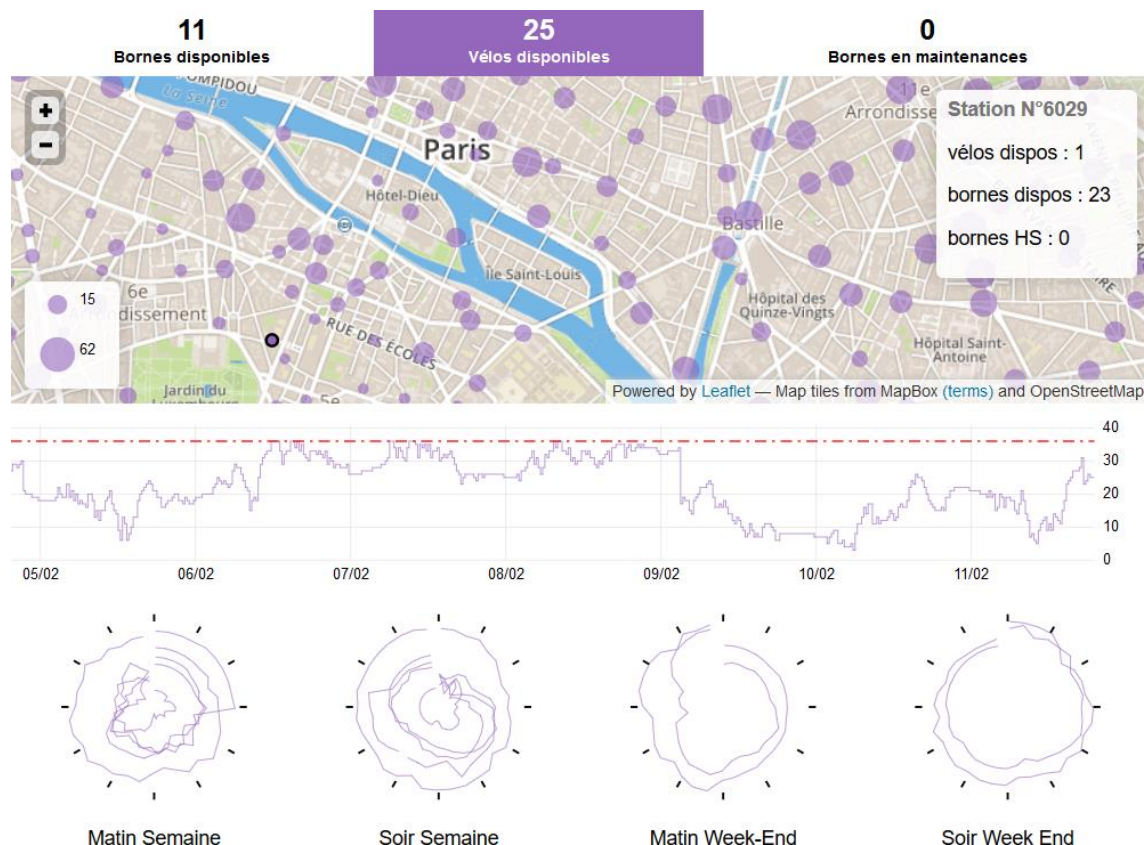 11
Bornes disponibles
25
Vélos disponibles
0
Bornes en maintenances
POMPIDOU
La Seine
+
−
Paris
11e
Arrondisse
Station N°6029
vélos dispos : 1
bornes dispos : 23
bornes HS : 0
Hôtel-Dieu
Bastille
Île Saint-Louis
15
62
6e
Arrondissement
Hôpital des
Quinze-Vingts
RUE DES ÉCOLES
Hôpital Saint-
Antoine
Jardin du
Luxembourg
5e
Powered by Leaflet — Map tiles from MapBox (terms) and OpenStreetMap
40
30
20
10
0
05/02
06/02
07/02
08/02
09/02
10/02
11/02
Matin Semaine
Soir Semaine
Matin Week-End
Soir Week End